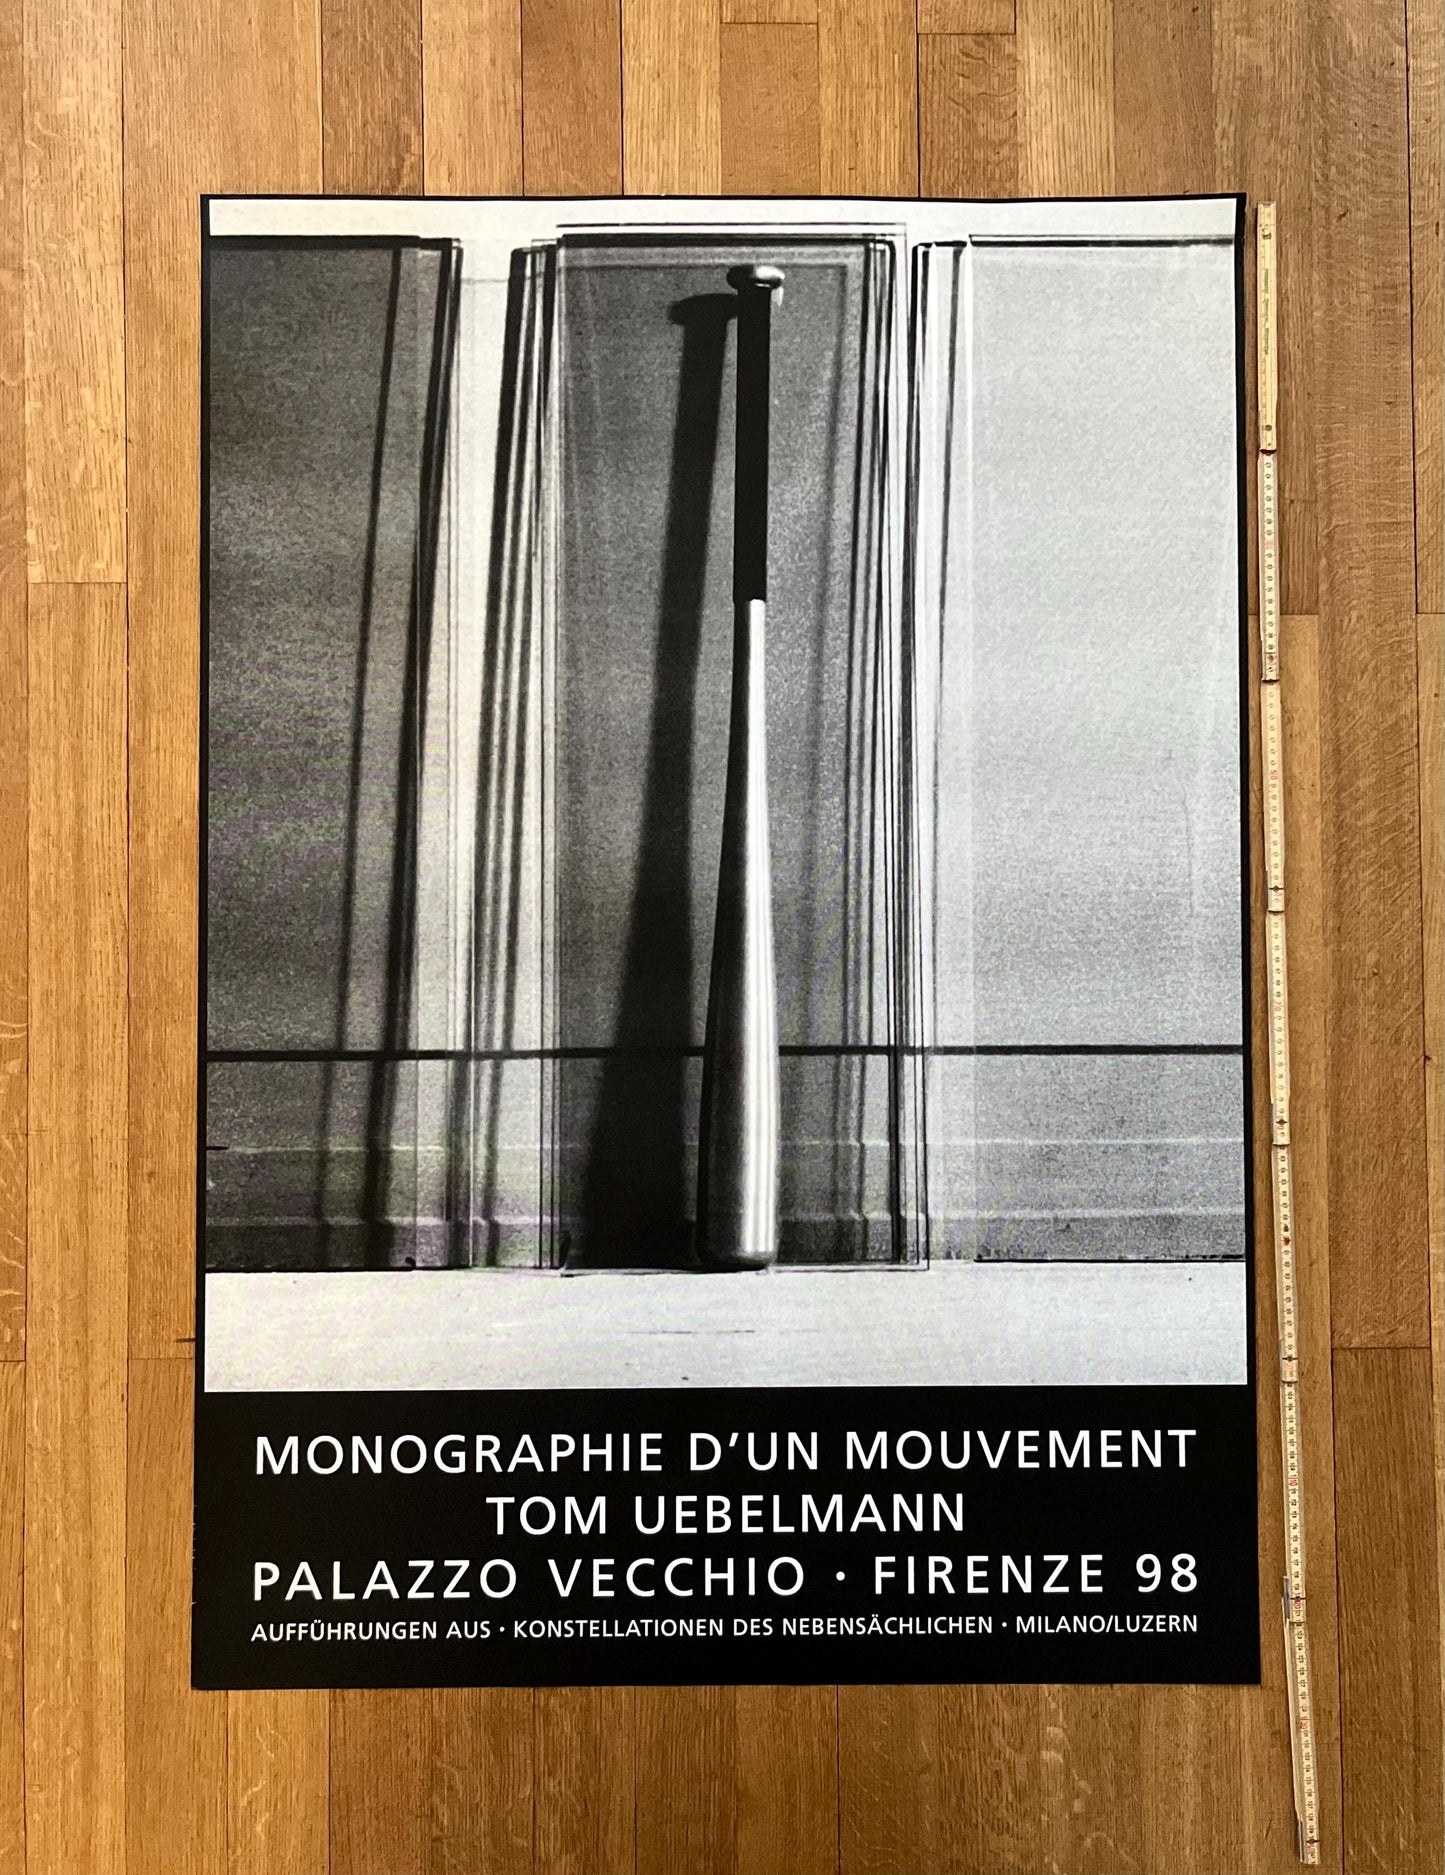 MONOGRAPHIE D'UN MOUVEMENT
TOM UEBELMANN
PALAZZO VECCHIO · FIRENZE 98
AUFFÜHRUNGEN AUS · KONSTELLATIONEN DES NEBENSÄCHLICHEN · MILANO/LUZERN